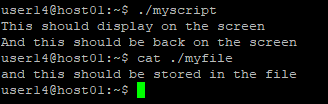 user14@host01:~$ ./myscript
This should display on the screen
And this should be back on the screen
user14@host01:~$ cat ./myfile
and this should be stored in the file
user14@host01:~$